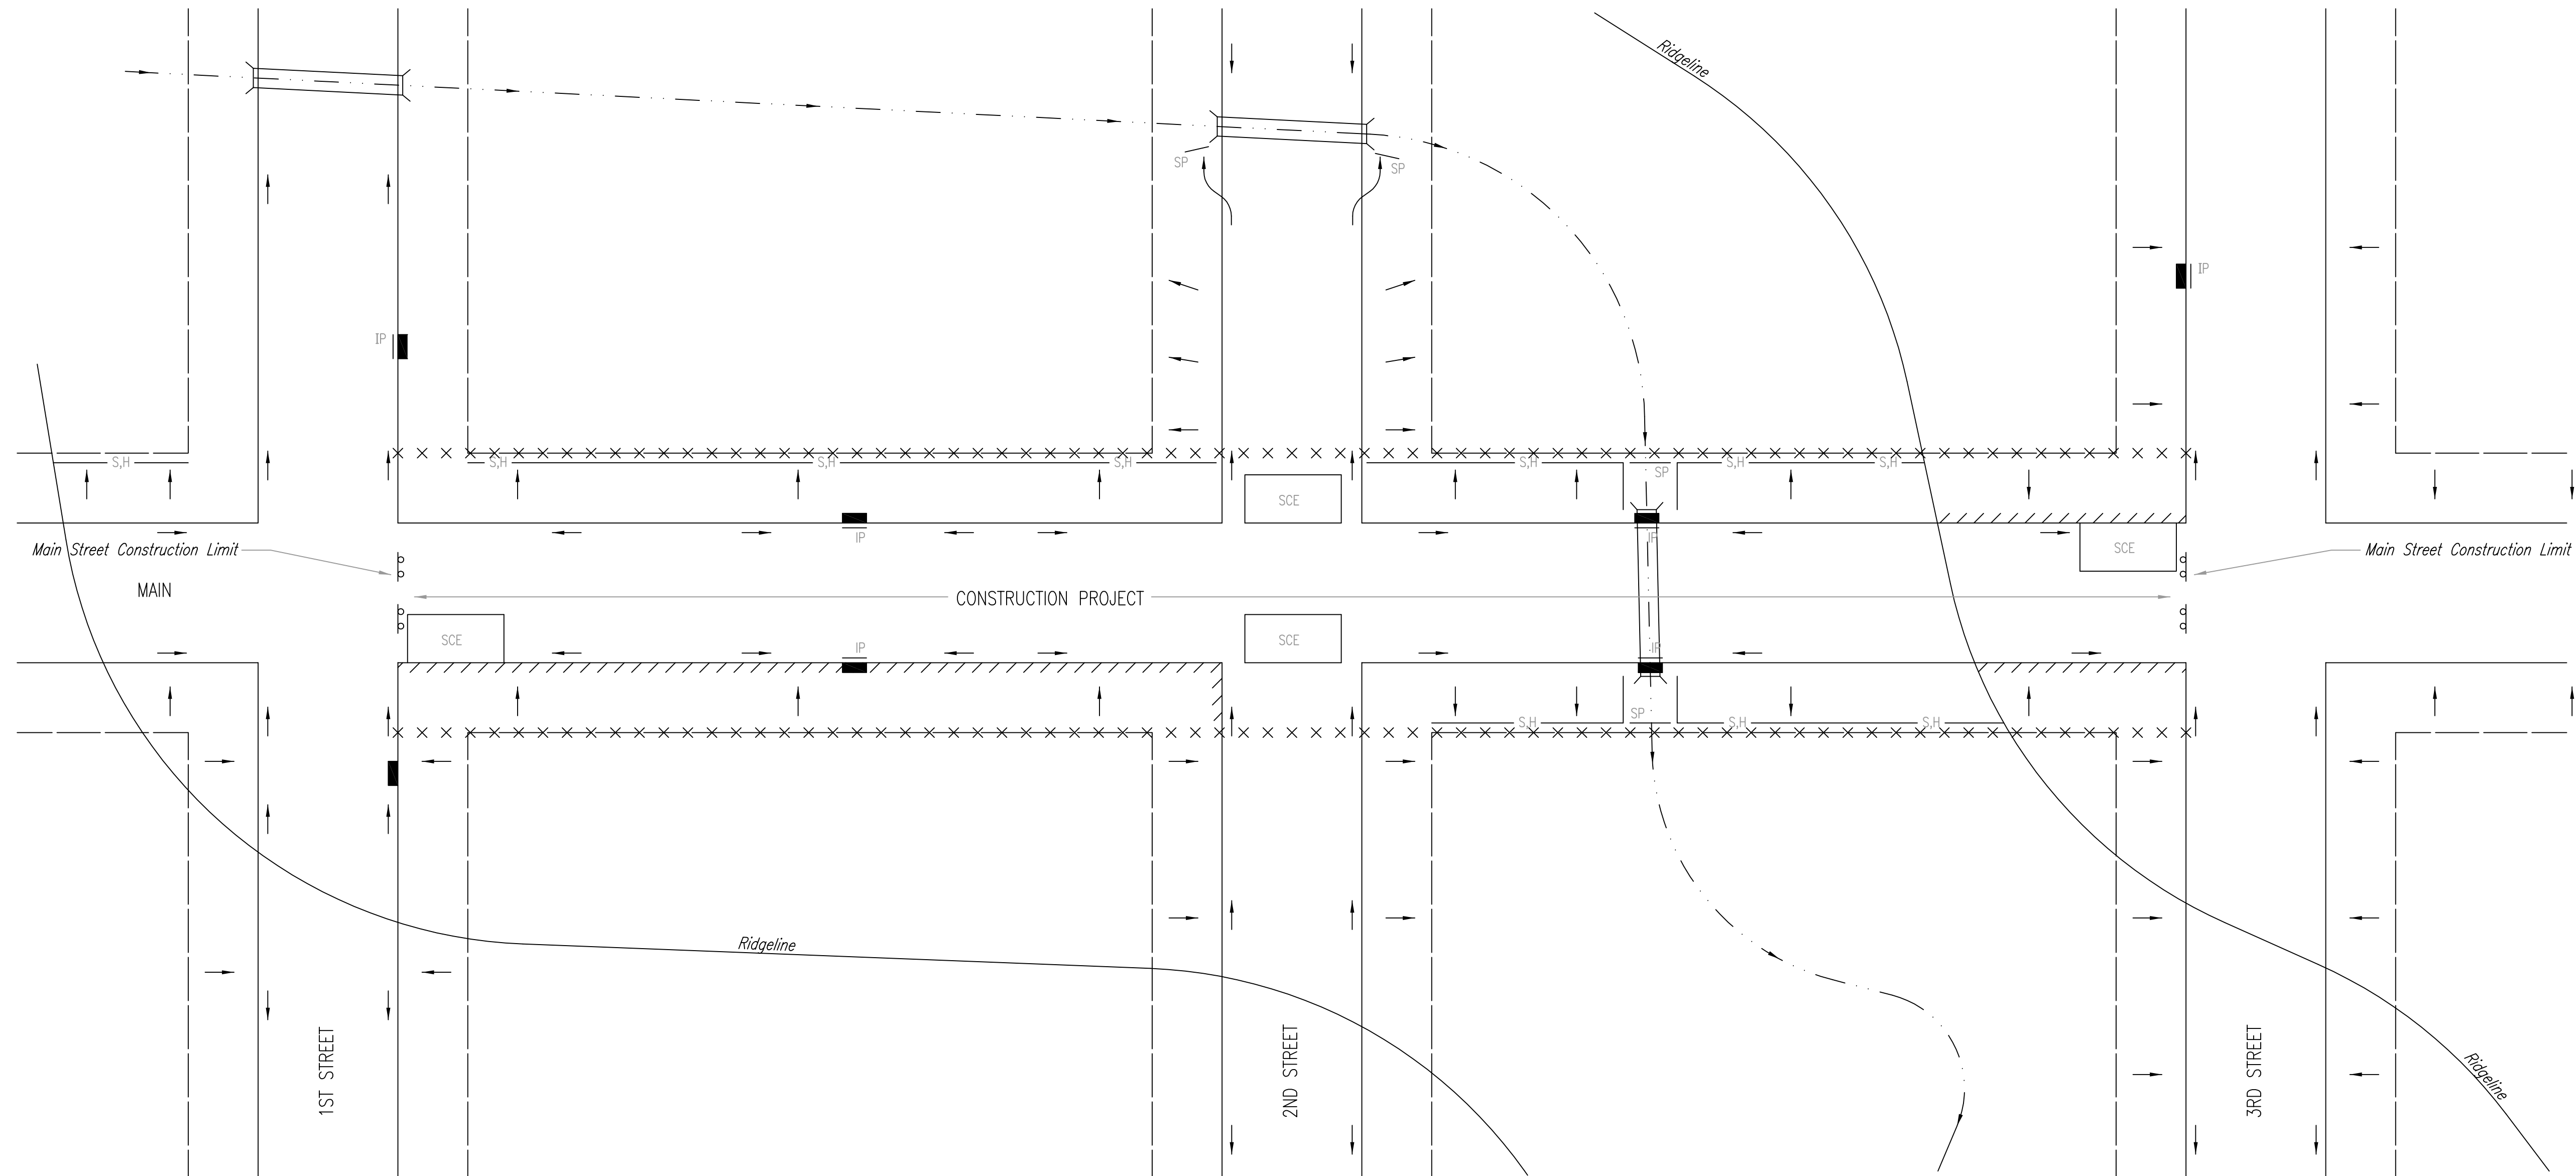 Ridgeline
SP
SP
IP
IP
S,H
S,H
S,H
S,H
S,H
SP
S,H
S,H
SCE
IP
IP
SCE
Main Street Construction Limit
Main Street Construction Limit
MAIN
CONSTRUCTION PROJECT
SCE
SCE
IP
IP
S,H
SP
S,H
S,H
Ridgeline
1ST STREET
2ND STREET
3RD STREET
Ridgeline